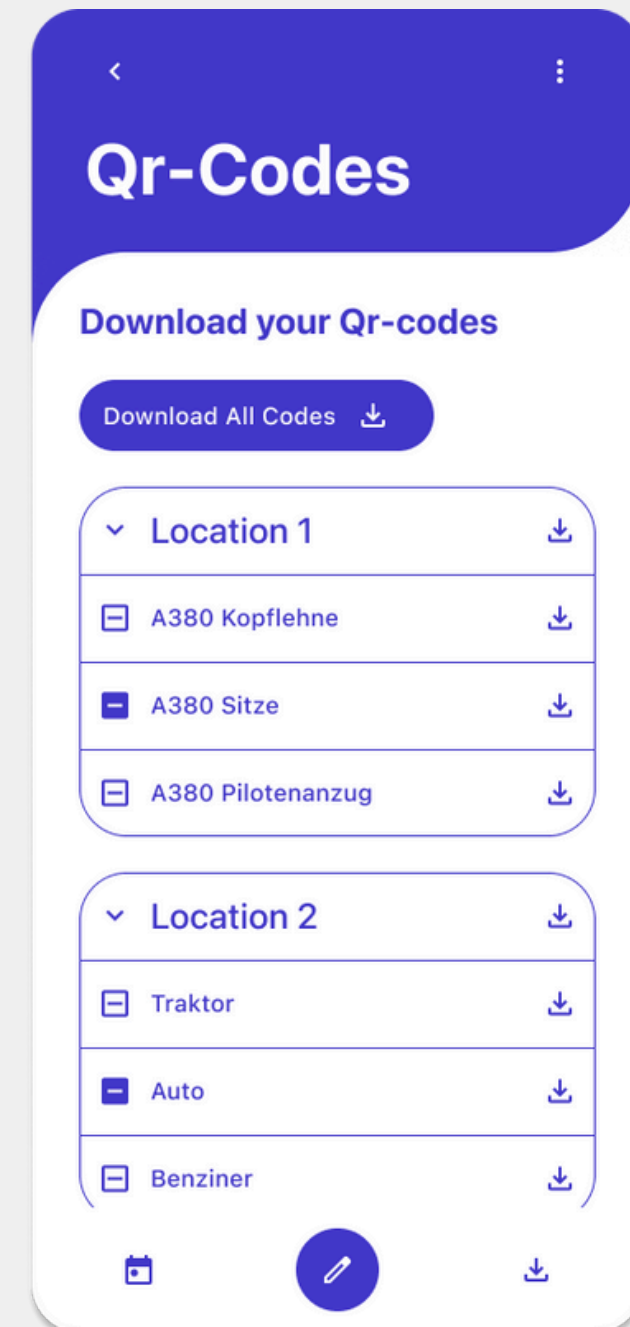 Qr-Codes
Download your Qr-codes
Download All Codes
Location 1
A380 Kopflehne
A380 Sitze
A380 Pilotenanzug
Location 2
Traktor
Auto
Benziner